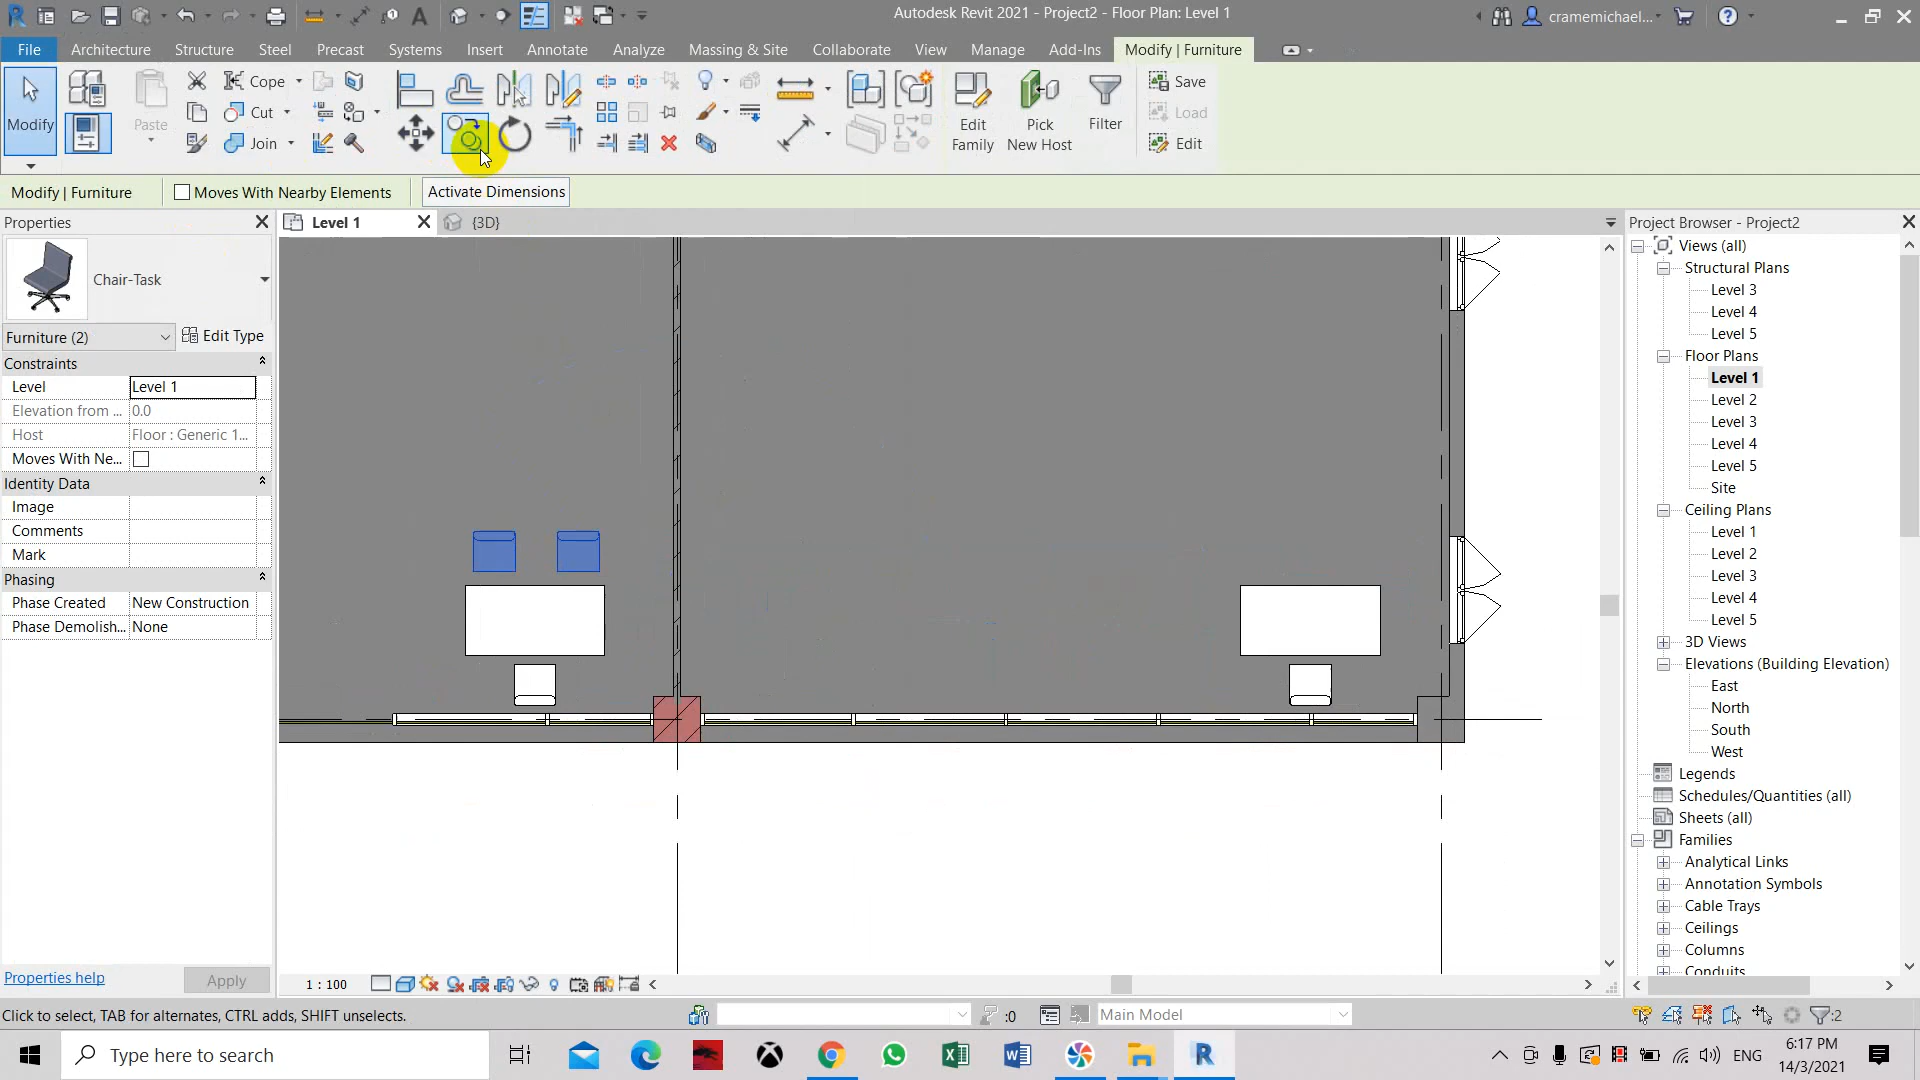 Autodesk Revit 2021 - Project2 - Floor Plan: Level 1
cramemichael...
File Architecture Structure Steel Precast Systems Insert Annotate Analyze Massing & Site Collaborate View Manage Add-Ins Modify | Furniture
Modify
Paste
Cope
Cut
Join
Edit Family
Pick New Host
Filter
Save
Load
Edit
Modify | Furniture
Moves With Nearby Elements
Activate Dimensions
Properties
Level 1
{3D}
Project Browser - Project2
Chair-Task
Furniture (2)
Edit Type
Constraints
Level Level 1
Elevation from ... 0.0
Host Floor : Generic 1...
Moves With Ne...
Identity Data
Image
Comments
Mark
Phasing
Phase Created New Construction
Phase Demolish... None
Properties help
Apply
Views (all)
Structural Plans
Level 3
Level 4
Level 5
Floor Plans
Level 1
Level 2
Level 3
Level 4
Level 5
Site
Ceiling Plans
Level 1
Level 2
Level 3
Level 4
Level 5
3D Views
Elevations (Building Elevation)
East
North
South
West
Legends
Schedules/Quantities (all)
Sheets (all)
Families
Analytical Links
Annotation Symbols
Cable Trays
Ceilings
Columns
Conduits
1 : 100
Click to select, TAB for alternates, CTRL adds, SHIFT unselects.
:0
Main Model
:2
Type here to search
ENG
6:17 PM
14/3/2021